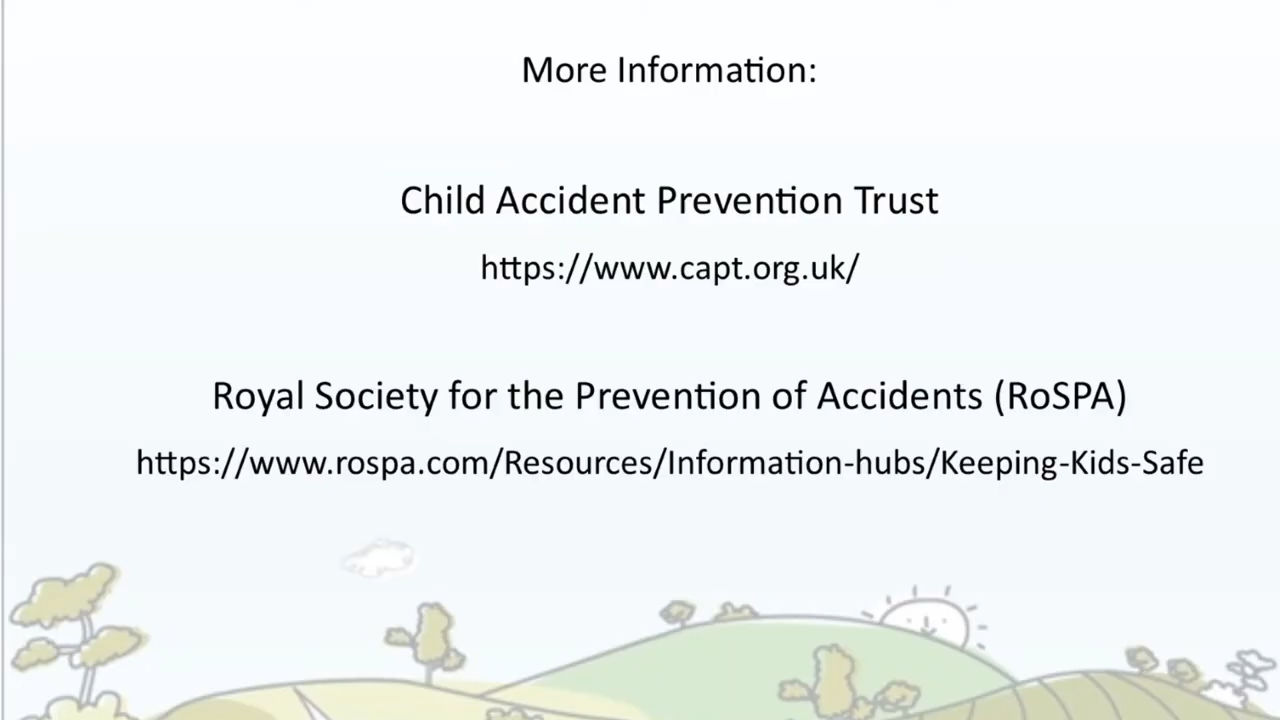 More Information:
Child Accident Prevention Trust
https://www.capt.org.uk/
Royal Society for the Prevention of Accidents (RoSPA)
https://www.rospa.com/Resources/Information-hubs/Keeping-Kids-Safe